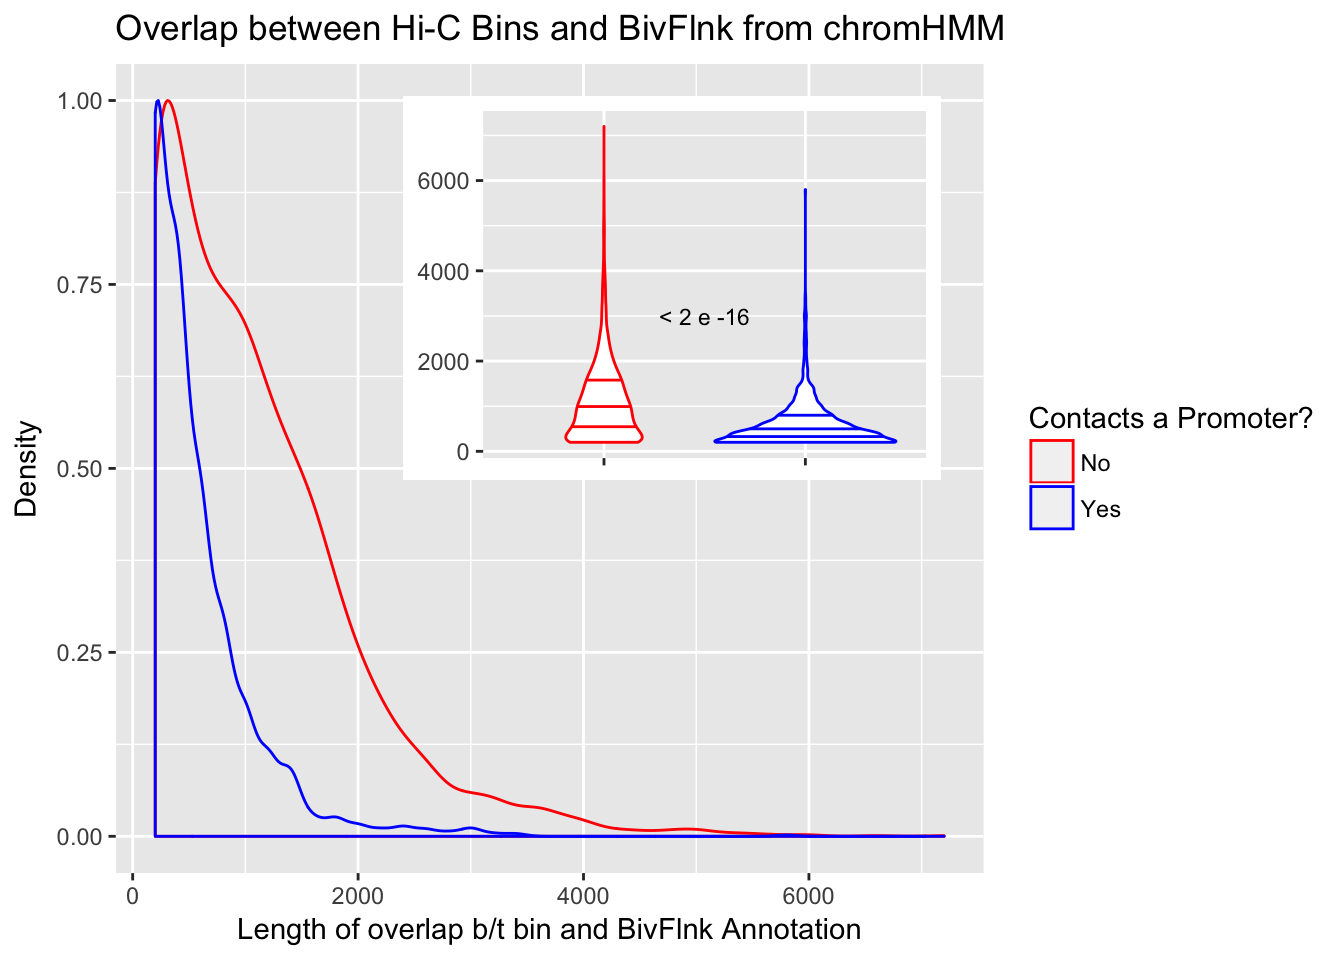 Overlap between Hi-C Bins and BivFlnk from chromHMM
Density
1.00
0.75
0.50
0.25
0.00
6000
4000
2000
0
< 2 e -16
0
2000
4000
6000
Length of overlap b/t bin and BivFlnk Annotation
Contacts a Promoter?
No
Yes